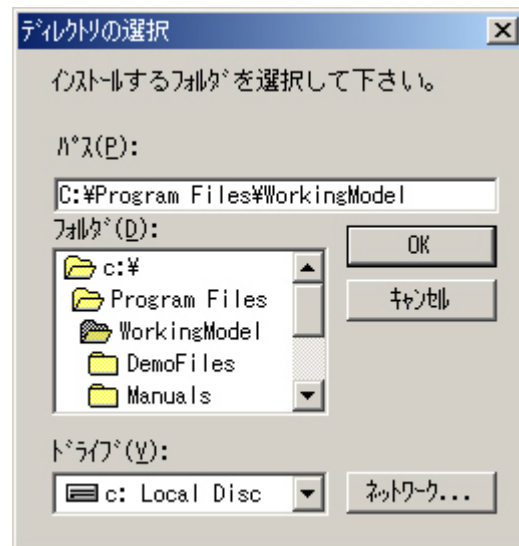 ディレクトリの選択
インストールするフォルダを選択して下さい。
パス(P):
C:¥Program Files¥WorkingModel
フォルダ(D):
OK
c:¥
Program Files
キャンセル
WorkingModel
DemoFiles
Manuals
ドライブ(V):
c: Local Disc
ネットワーク...